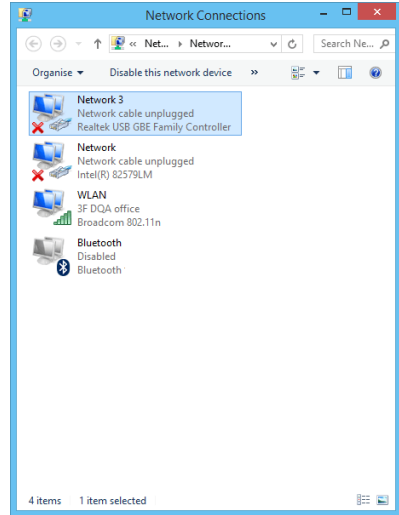 Network Connections
« Net... Networ...
Search Ne...
Organise
Disable this network device
»
Network 3
Network cable unplugged
Realtek USB GBE Family Controller
Network
Network cable unplugged
Intel(R) 82579LM
WLAN
3F DQA office
Broadcom 802.11n
Bluetooth
Disabled
Bluetooth
4 items 1 item selected